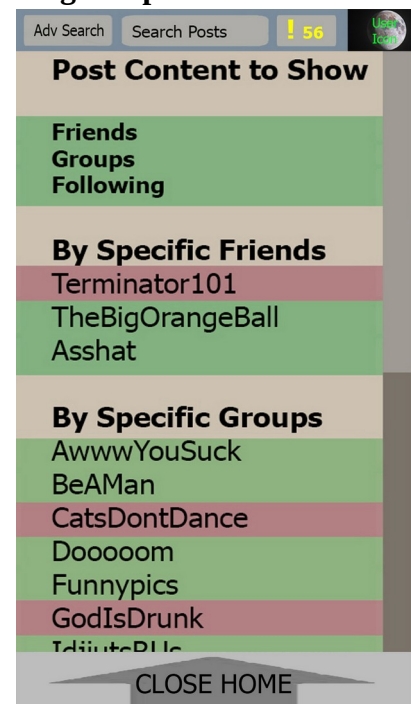 Adv Search Search Posts ! 56 User Icon
Post Content to Show
Friends
Groups
Following
By Specific Friends
Terminator101
TheBigOrangeBall
Asshat
By Specific Groups
AwwwYouSuck
BeAMan
CatsDontDance
Dooooom
Funnypics
GodIsDrunk
CLOSE HOME